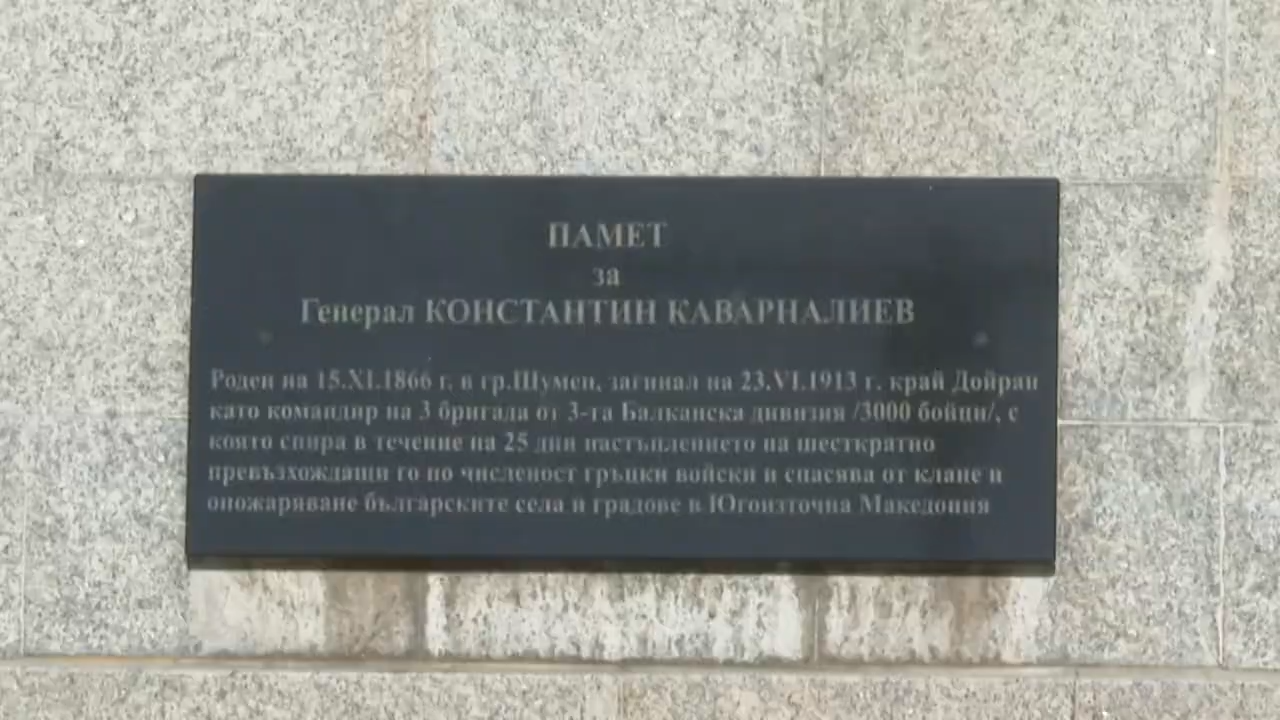 ПАМЕТ
за
Генерал КОНСТАНТИН КАВАРНАЛИЕВ
Роден на 15.XI.1866 г. в гр.Шумен, загинал на 23.VI.1913 г. край Дойран
като командир на 3 бригада от 3-та Балканска дивизия /3000 бойци/, с
която спира в течение на 25 дни настъплението на шесткратно
превъзхождащи го по численост гръцки войски и спасява от клане и
опожаряване българските села и градове в Югоизточна Македония